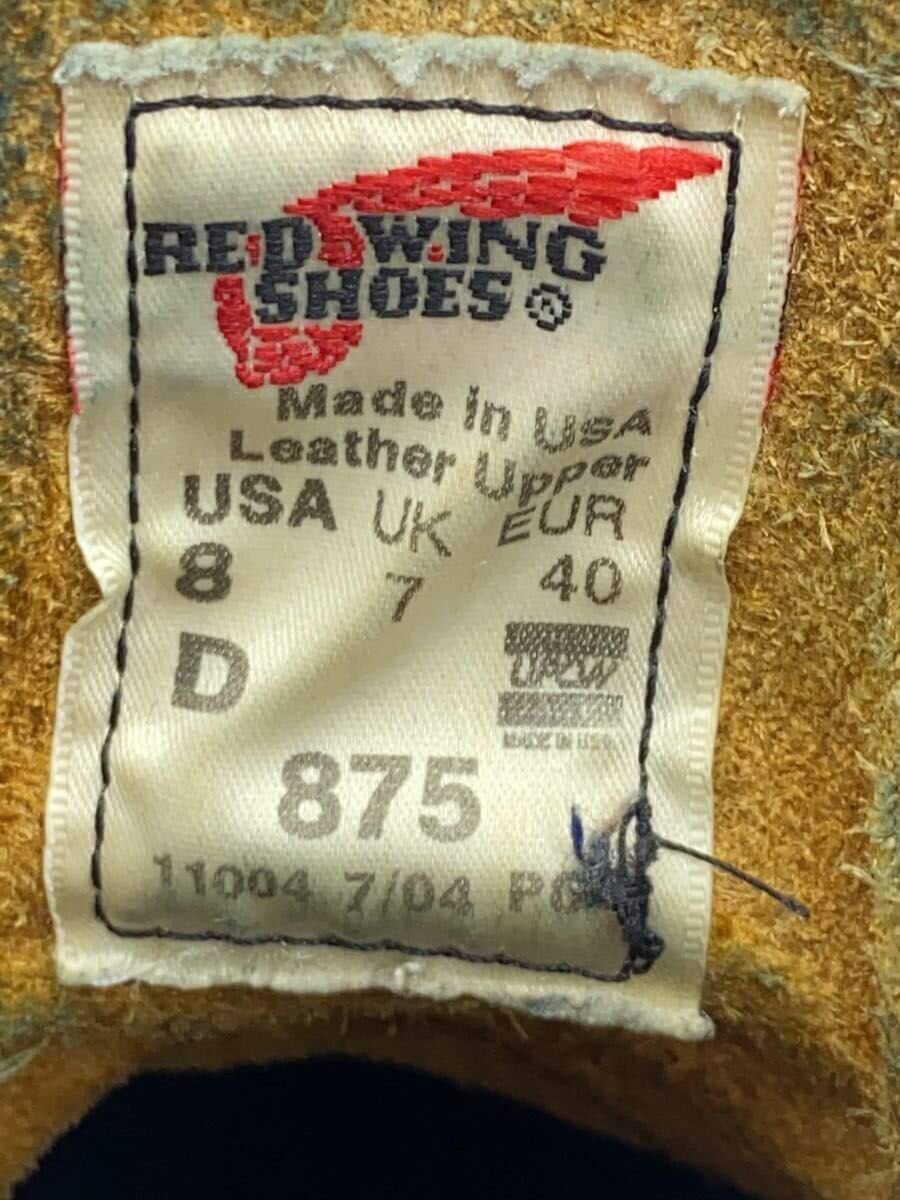 RED WING
SHOES ®
Made in USA
Leather Upper
USA UK EUR
8 7 40
D
UFCW
MADE IN USA
875
11004 7/04